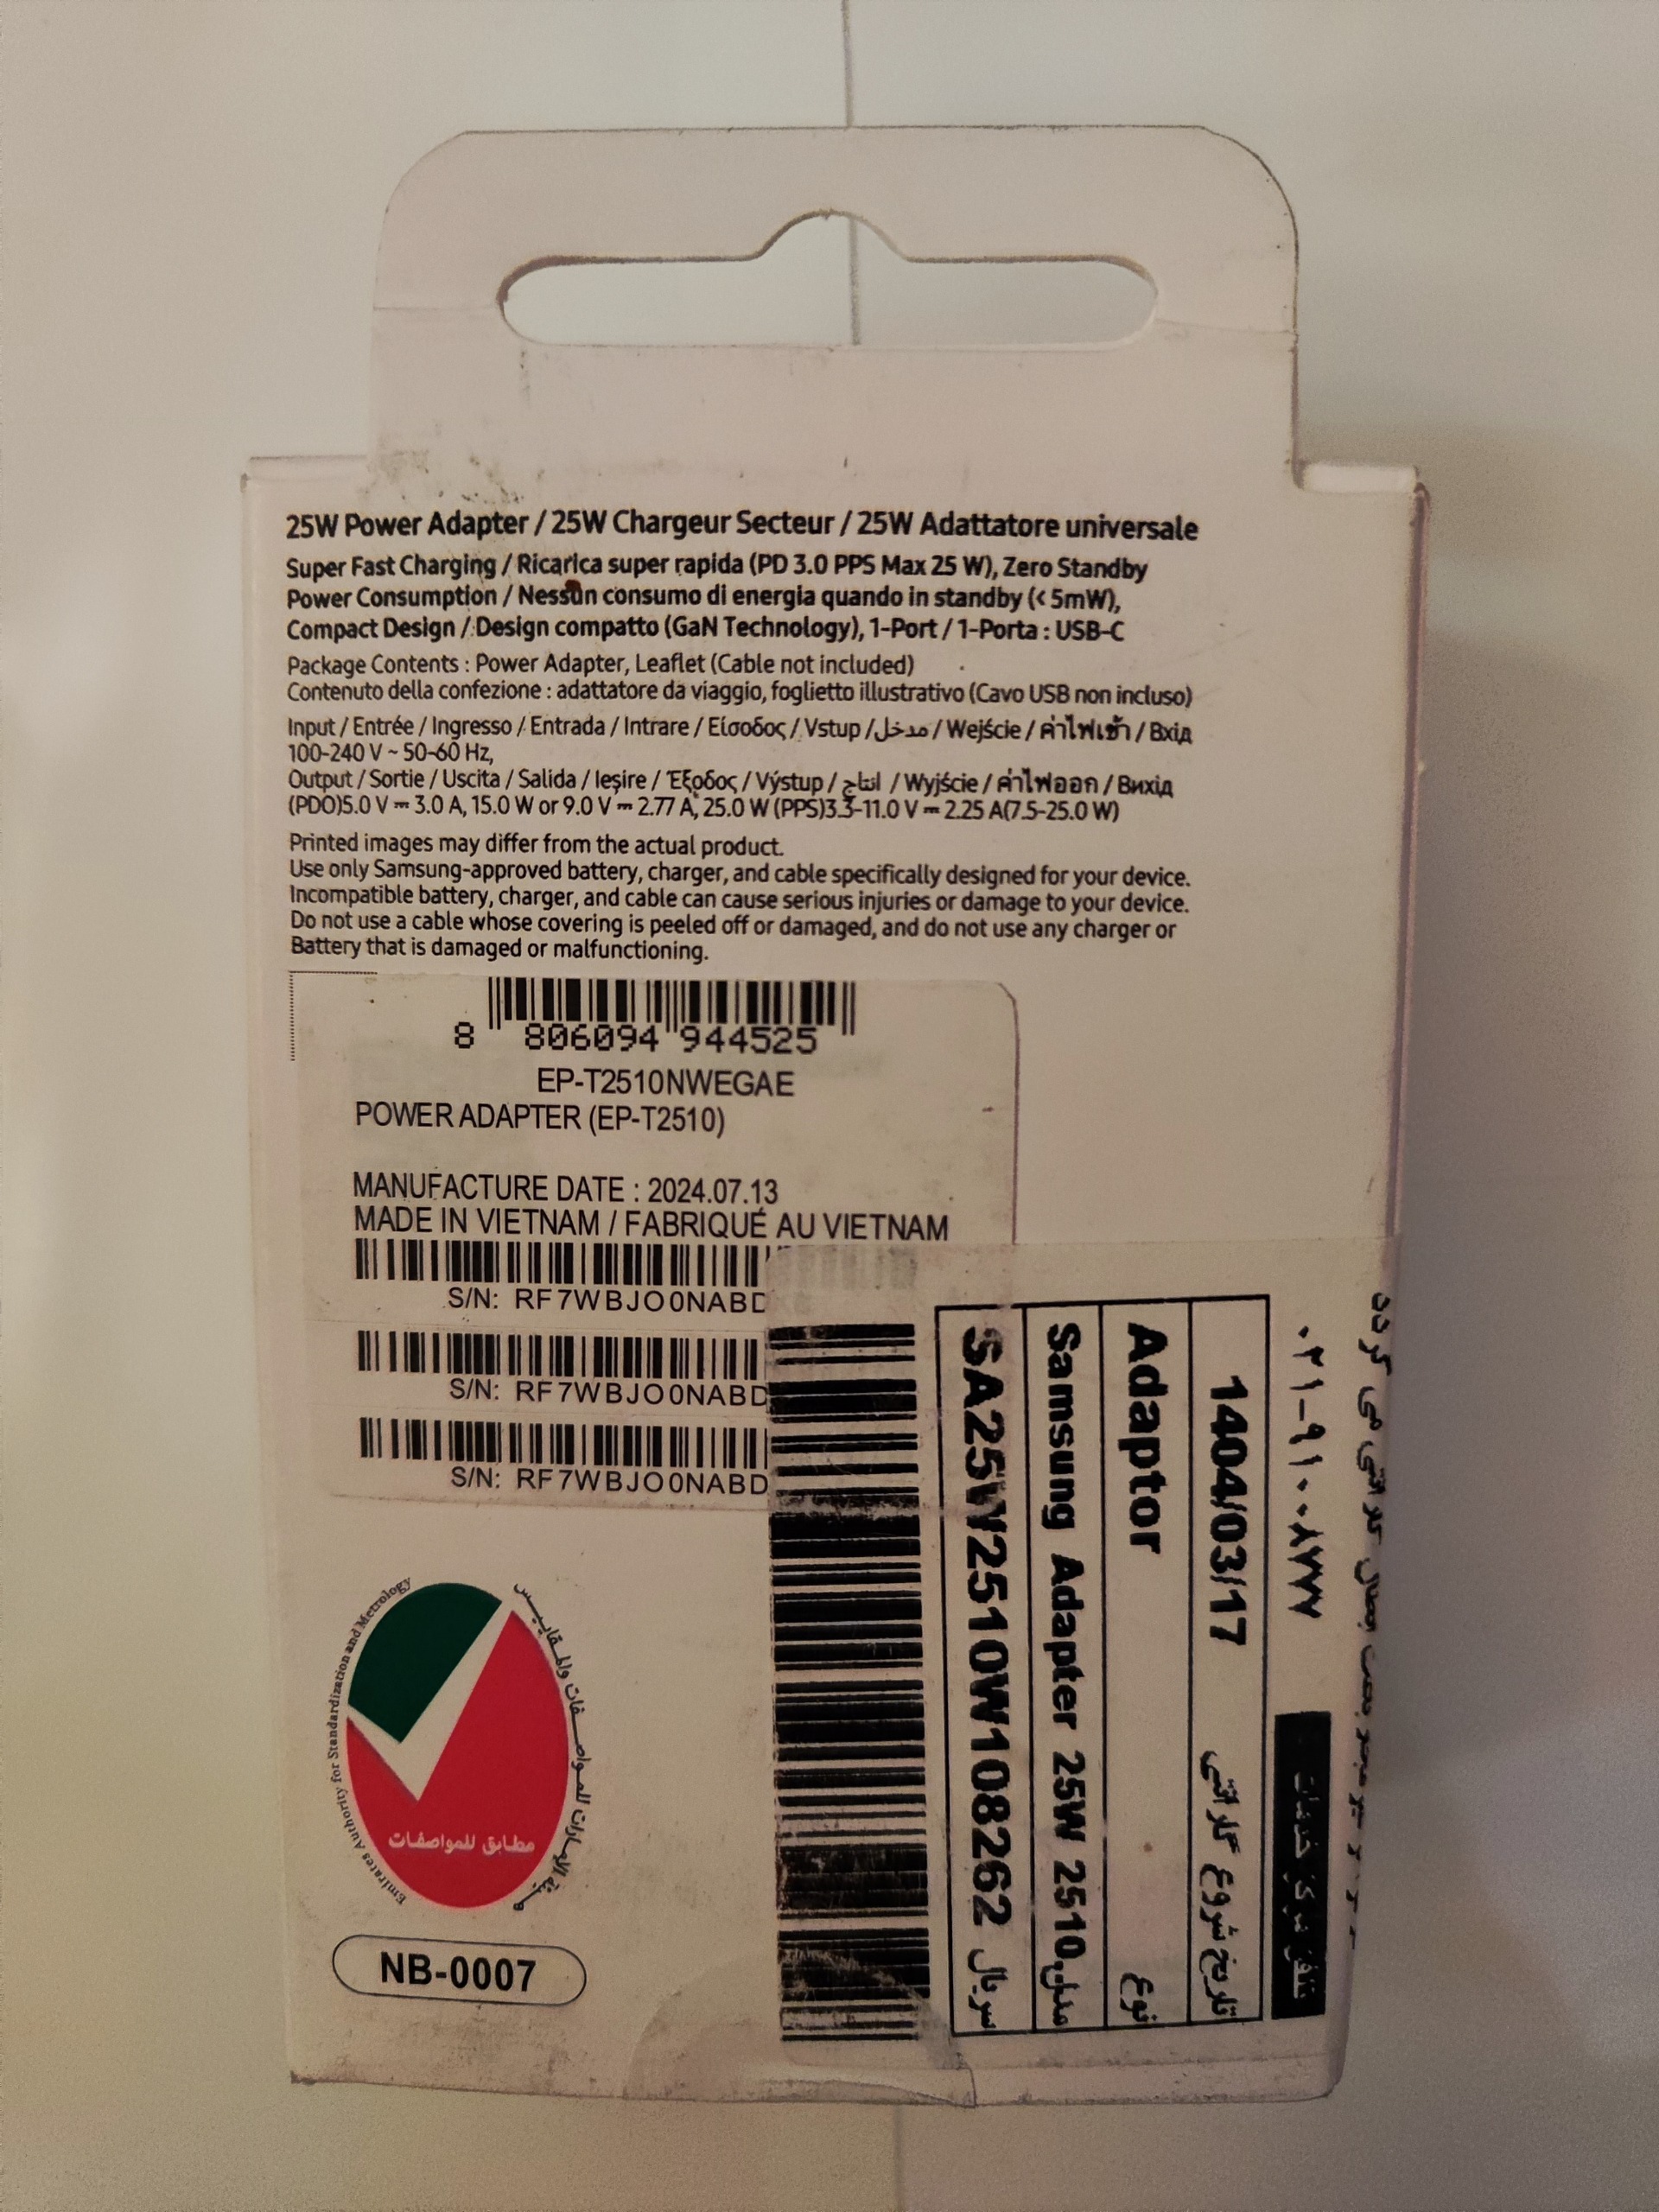 25W Power Adapter / 25W Chargeur Secteur / 25W Adattatore universale
Super Fast Charging / Ricarica super rapida (PD 3.0 PPS Max 25 W), Zero Standby
Power Consumption / Nessun consumo di energia quando in standby (< 5mW),
Compact Design / Design compatto (GaN Technology), 1-Port / 1-Porta : USB-C
Package Contents : Power Adapter, Leaflet (Cable not included)
Contenuto della confezione : adattatore da viaggio, foglietto illustrativo (Cavo USB non incluso)
Input / Entrée / Ingresso / Entrada / Intrare / Είσοδος / Vstup / مدخل / Wejście / ค่าไฟเข้า / Вхід
100-240 V ~ 50-60 Hz,
Output / Sortie / Uscita / Salida / Ieşire / Έξοδος / Výstup / انتاج / Wyjście / ค่าไฟออก / Вихід
(PDO)5.0 V ⎓ 3.0 A, 15.0 W or 9.0 V ⎓ 2.77 A, 25.0 W (PPS)3.3-11.0 V ⎓ 2.25 A(7.5-25.0 W)
Printed images may differ from the actual product.
Use only Samsung-approved battery, charger, and cable specifically designed for your device.
Incompatible battery, charger, and cable can cause serious injuries or damage to your device.
Do not use a cable whose covering is peeled off or damaged, and do not use any charger or
Battery that is damaged or malfunctioning.
8 806094 944525
EP-T2510NWEGAE
POWER ADAPTER (EP-T2510)
MANUFACTURE DATE : 2024.07.13
MADE IN VIETNAM / FABRIQUÉ AU VIETNAM
S/N: RF7WBJO0NABD
S/N: RF7WBJO0NABD
S/N: RF7WBJO0NABD
Emirates Authority for Standardization and Metrology
هيئة الإمارات للمواصفات والمقاييس
مطابق للمواصفات
NB-0007
گردد
۰۲۱-۹۱۰۰۸۷۷۷ تلفن مرکز خدمات
1404/03/17 تاریخ شروع گارانتی
Adaptor نوع
Samsung Adapter 25W 2510 مدل
SA25W2510W108262 سریال